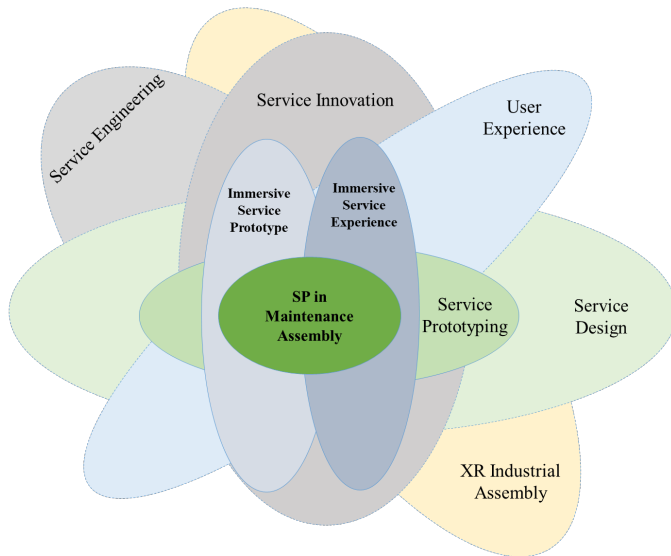 Service Engineering
Service Innovation
User
Experience
Immersive
Service
Prototype
Immersive
Service
Experience
SP in
Maintenance
Assembly
Service
Prototyping
Service
Design
XR Industrial
Assembly